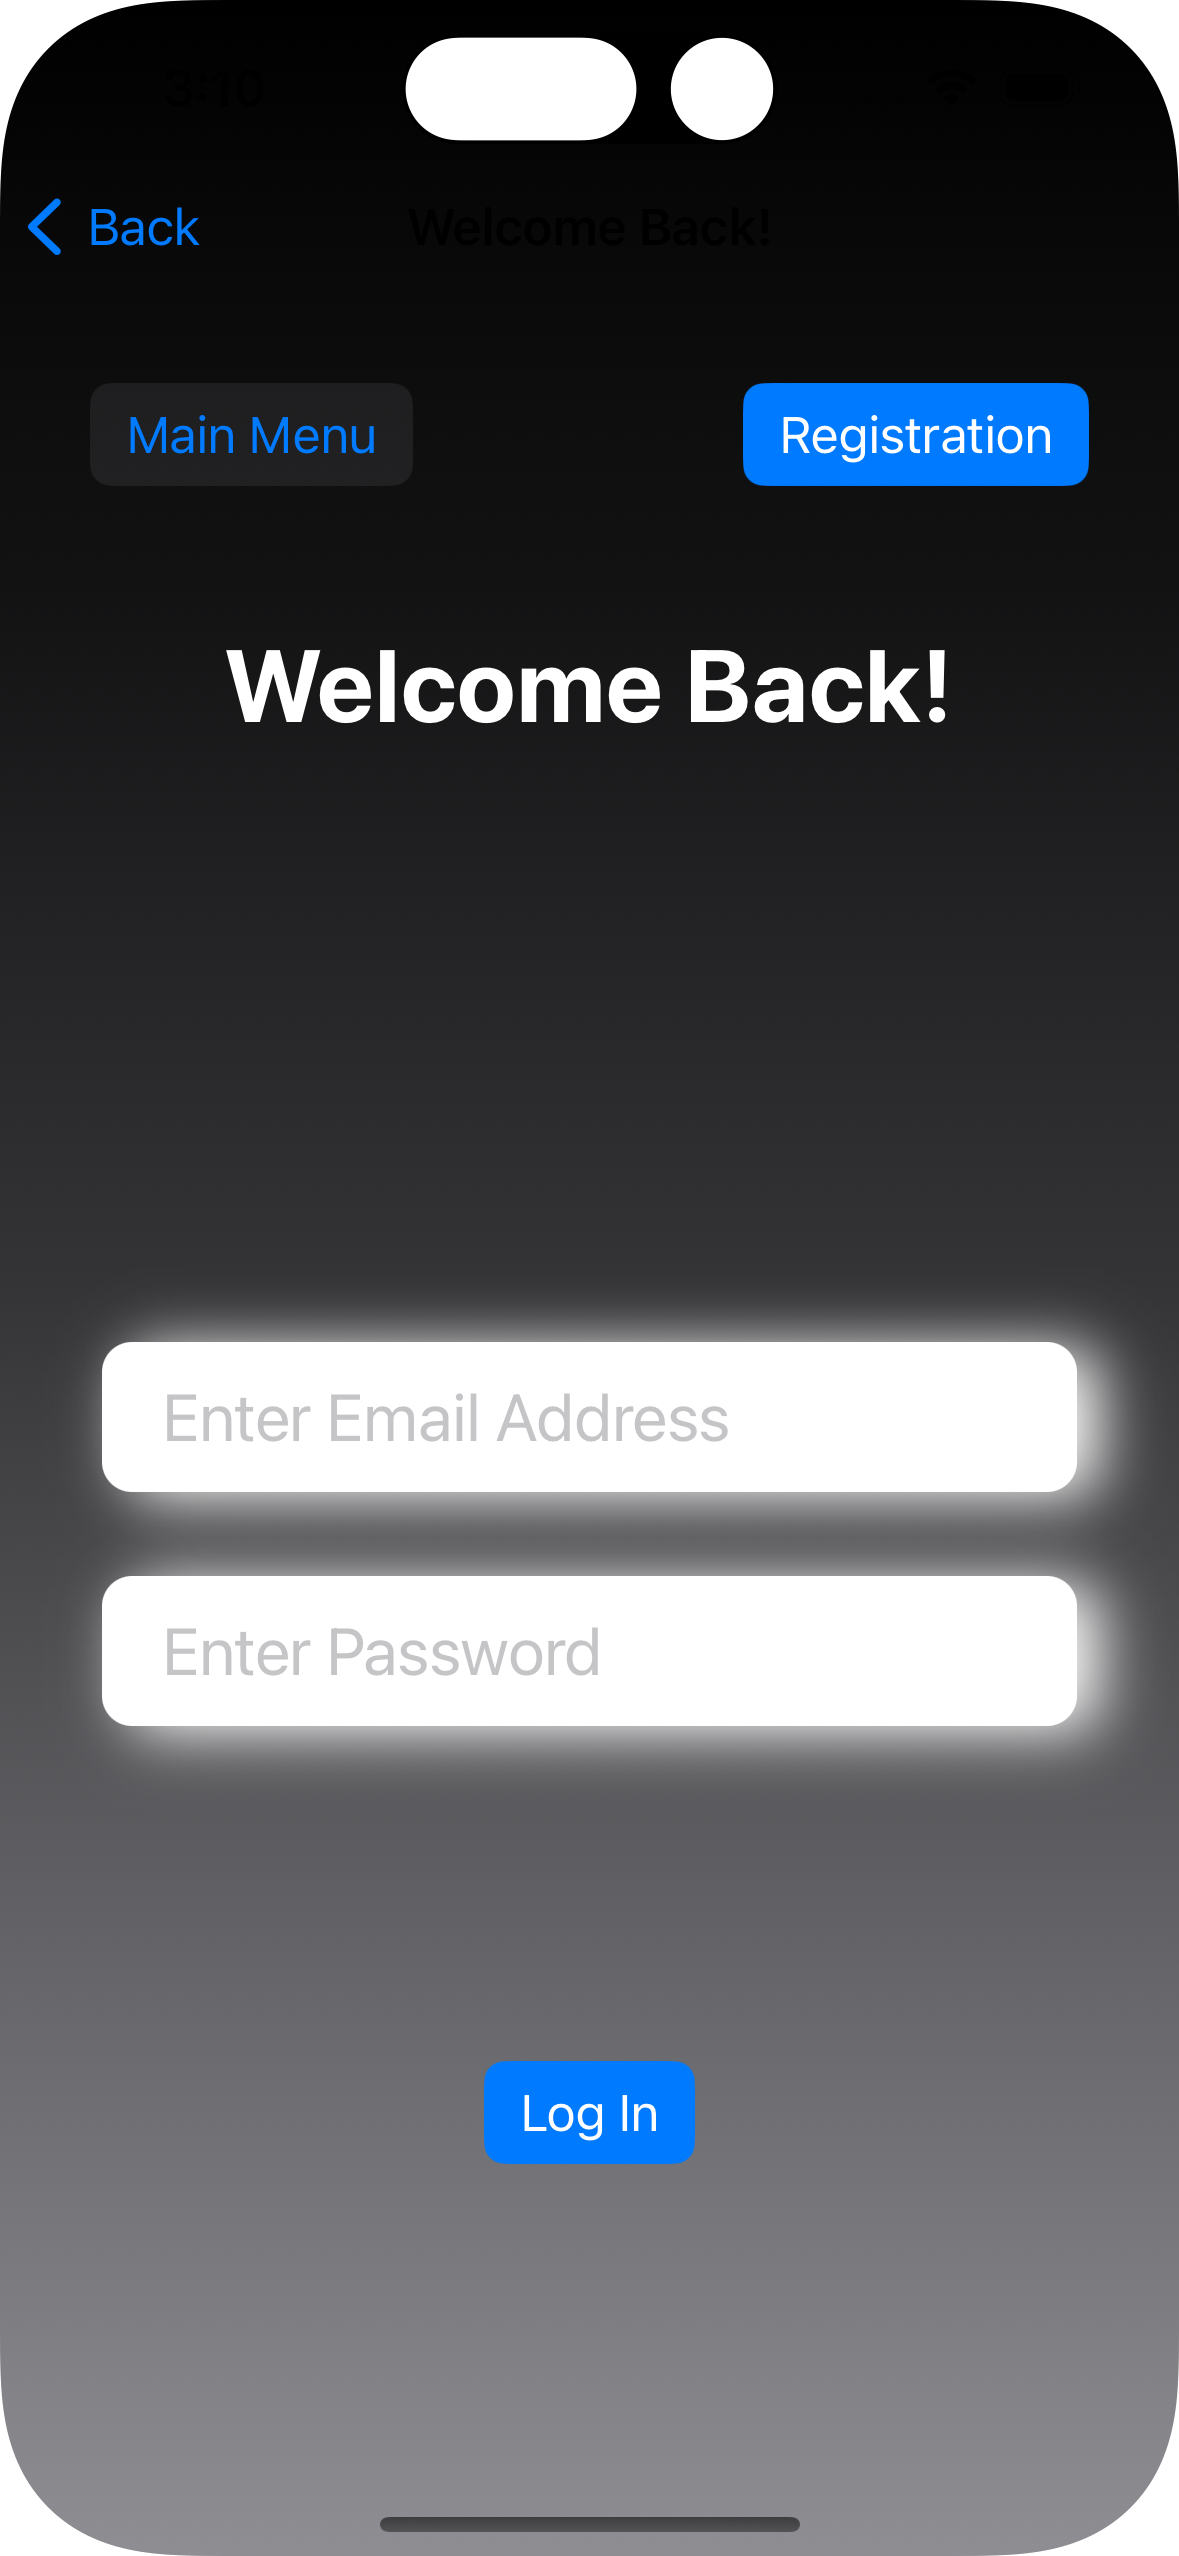 3:10
Back Welcome Back!
Main Menu Registration
Welcome Back!
Enter Email Address
Enter Password
Log In